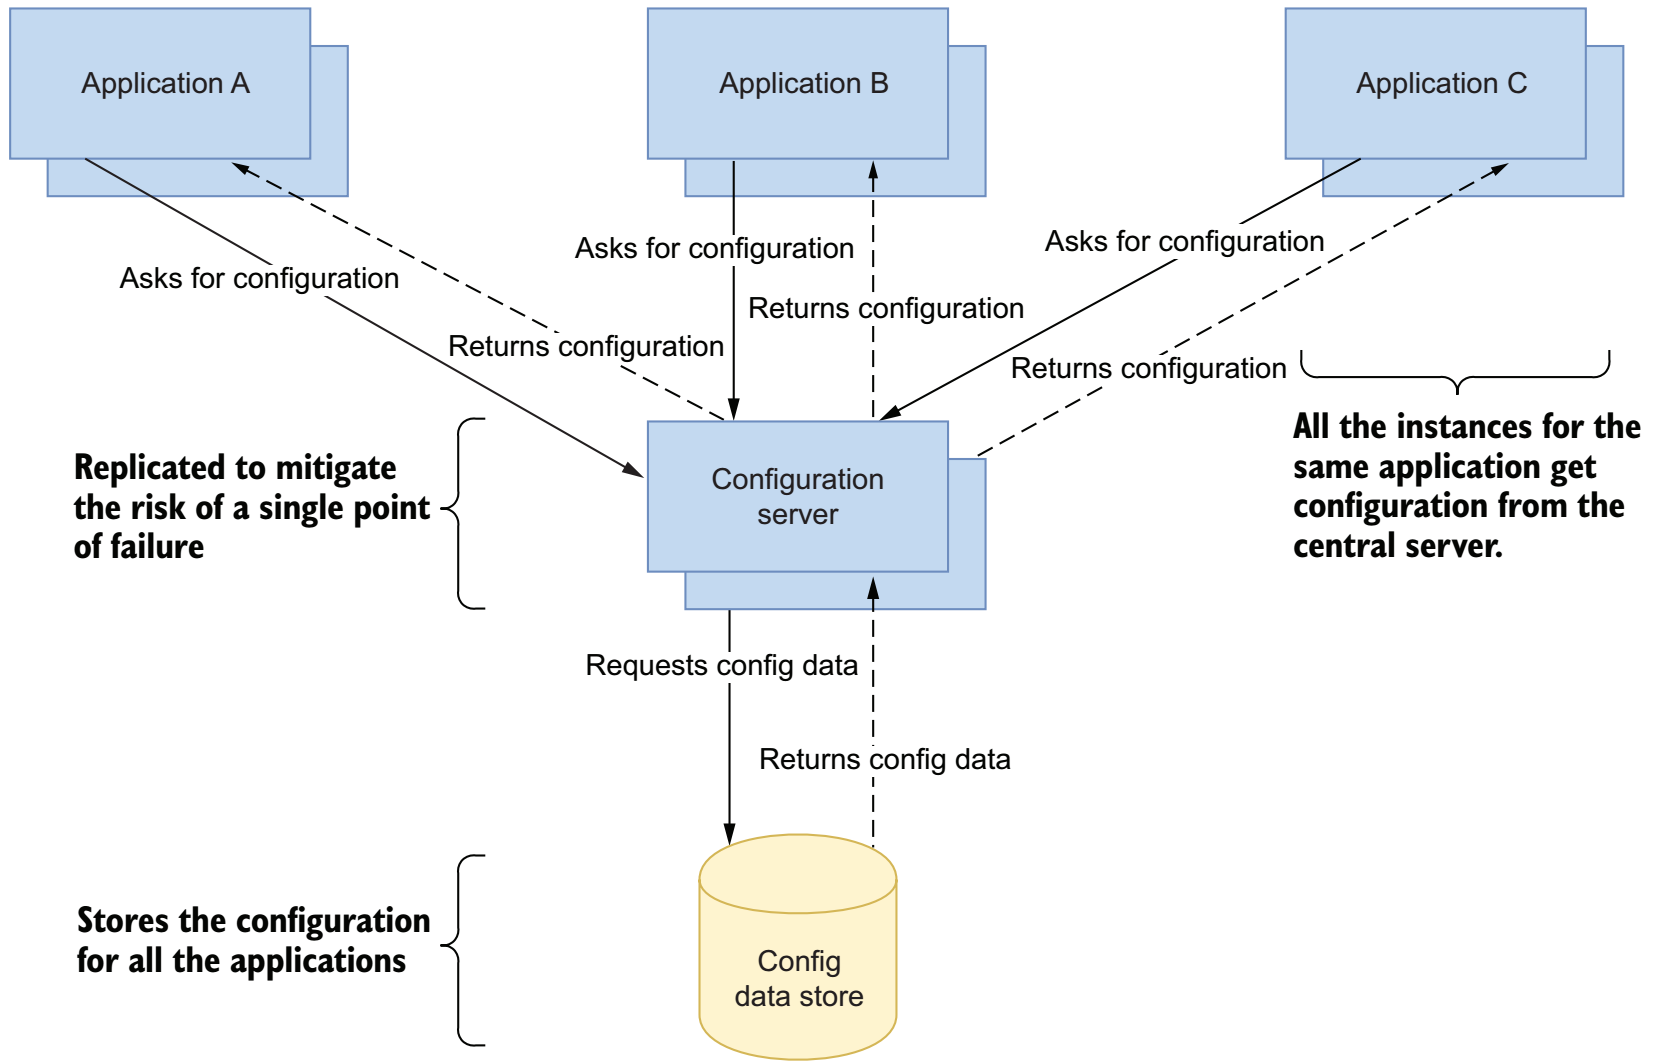 Application A
Application B
Application C
Asks for configuration
Asks for configuration
Asks for configuration
Returns configuration
Returns configuration
Returns configuration
Replicated to mitigate
the risk of a single point
of failure
Configuration
server
All the instances for the
same application get
configuration from the
central server.
Requests config data
Returns config data
Stores the configuration
for all the applications
Config
data store